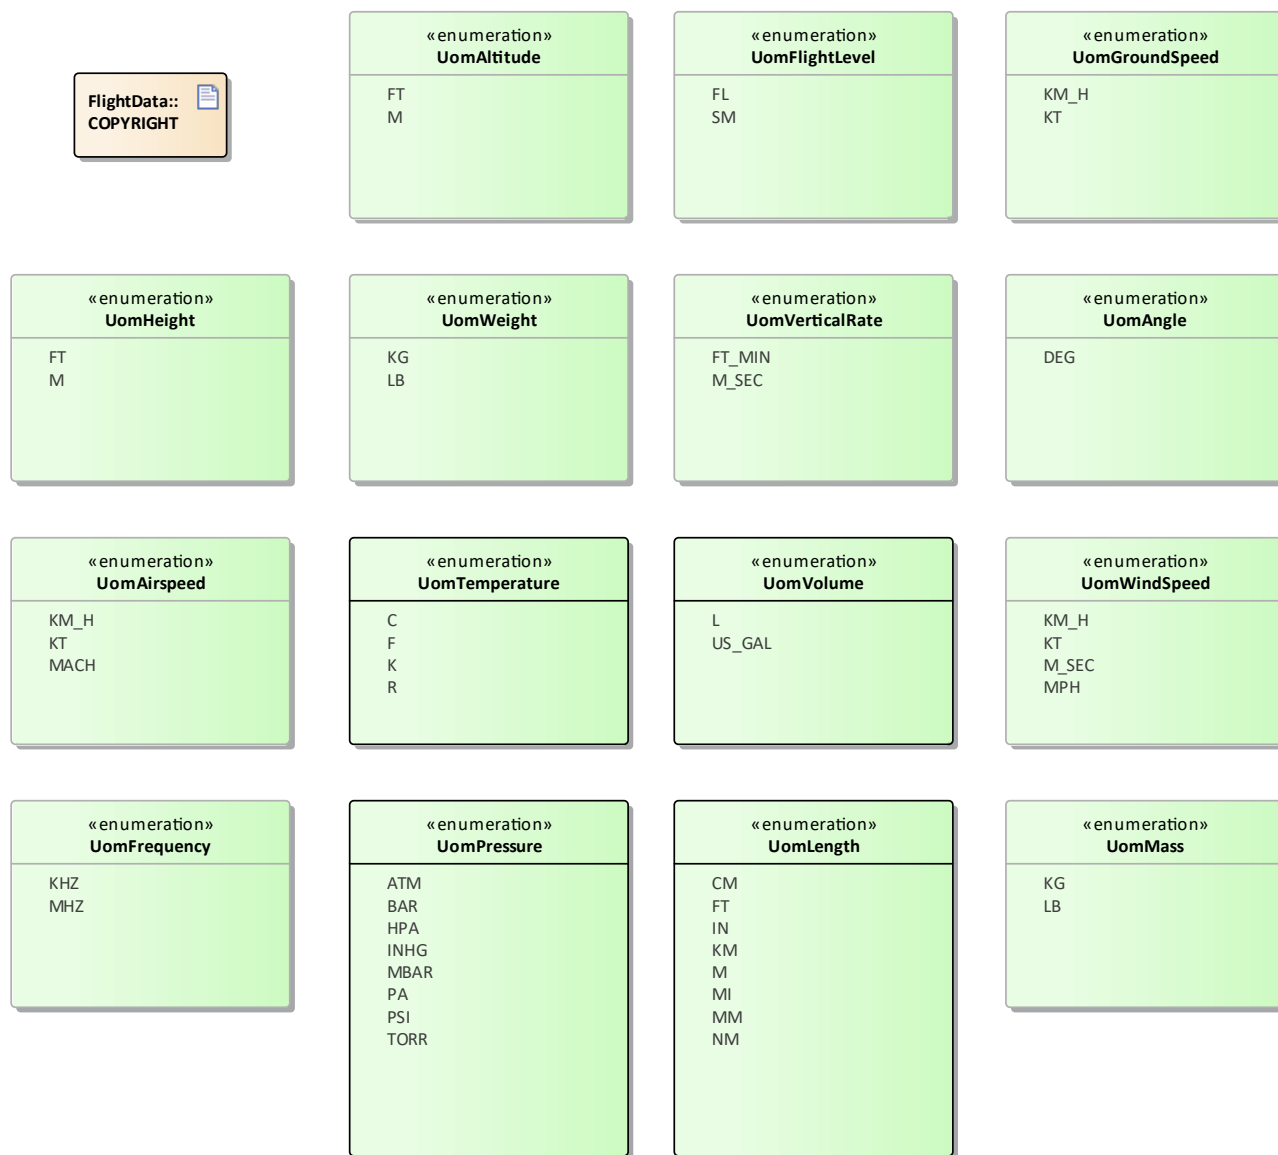 FlightData::
COPYRIGHT
«enumeration»
UomAltitude
FT
M
«enumeration»
UomFlightLevel
FL
SM
«enumeration»
UomGroundSpeed
KM_H
KT
«enumeration»
UomHeight
FT
M
«enumeration»
UomWeight
KG
LB
«enumeration»
UomVerticalRate
FT_MIN
M_SEC
«enumeration»
UomAngle
DEG
«enumeration»
UomAirspeed
KM_H
KT
MACH
«enumeration»
UomTemperature
C
F
K
R
«enumeration»
UomVolume
L
US_GAL
«enumeration»
UomWindSpeed
KM_H
KT
M_SEC
MPH
«enumeration»
UomFrequency
KHZ
MHZ
«enumeration»
UomPressure
ATM
BAR
HPA
INHG
MBAR
PA
PSI
TORR
«enumeration»
UomLength
CM
FT
IN
KM
M
MI
MM
NM
«enumeration»
UomMass
KG
LB